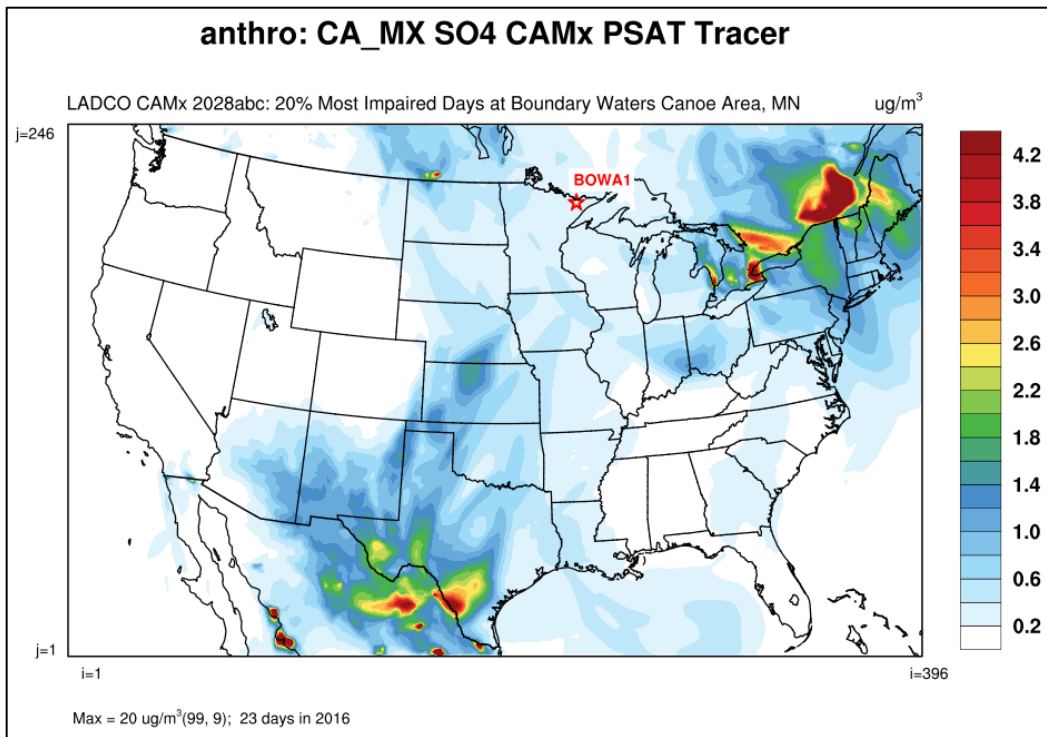 anthro: CA_MX SO4 CAMx PSAT Tracer
LADCO CAMx 2028abc: 20% Most Impaired Days at Boundary Waters Canoe Area, MN ug/m³
j=246
BOWA1
4.2
3.8
3.4
3.0
2.6
2.2
1.8
1.4
1.0
0.6
0.2
j=1
i=1 i=396
Max = 20 ug/m³(99, 9); 23 days in 2016